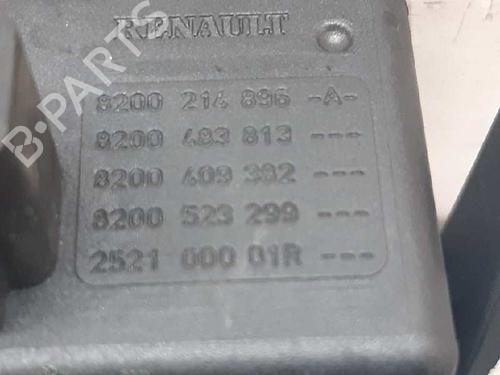 RENAULT
8200 214 896 -A-
8200 483 813 ---
8200 409 392 ---
8200 523 299 ---
2521 000 01R ---
B-PARTS